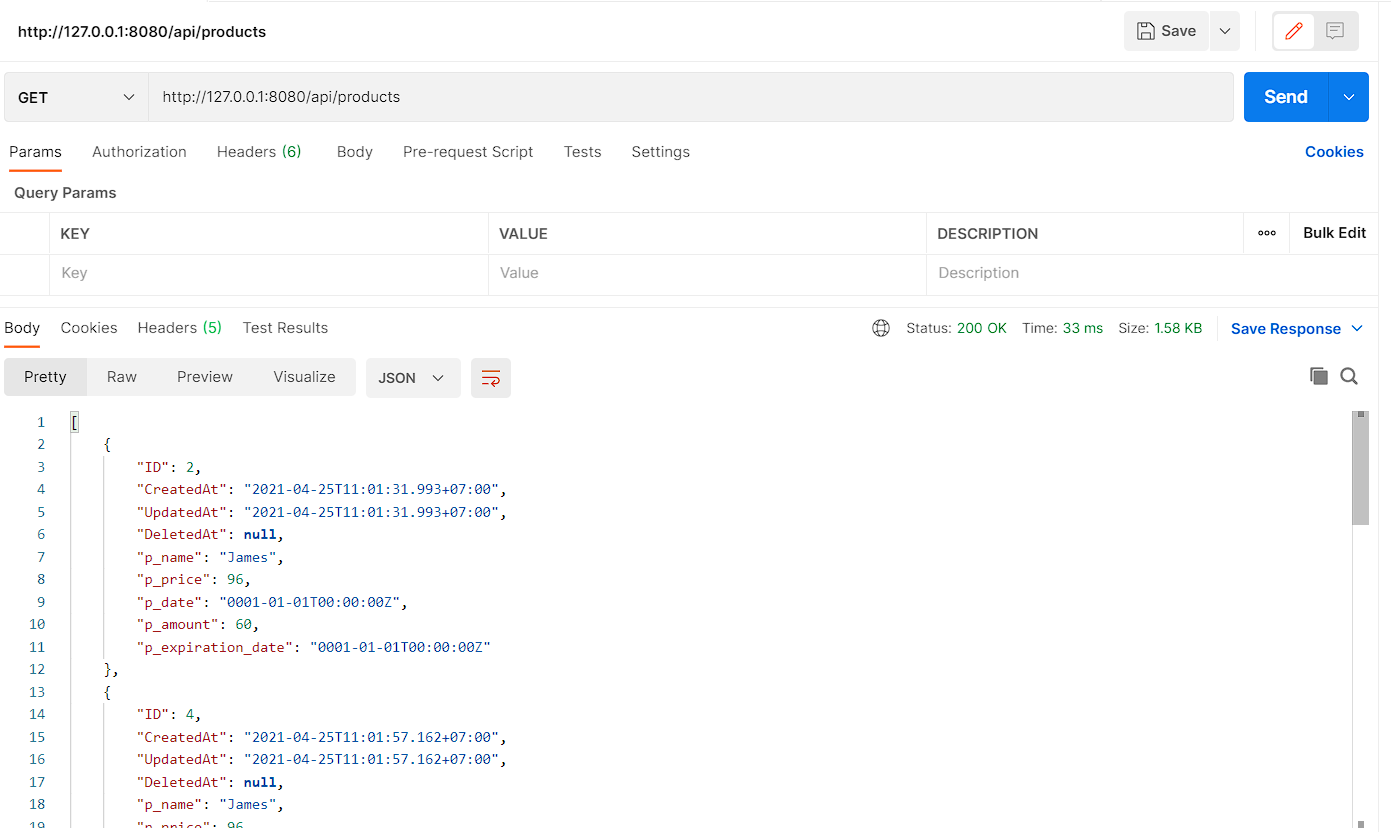 http://127.0.0.1:8080/api/products
Save
GET
http://127.0.0.1:8080/api/products
Send
Params Authorization Headers (6) Body Pre-request Script Tests Settings Cookies
Query Params
KEY VALUE DESCRIPTION ooo Bulk Edit
Key Value Description
Body Cookies Headers (5) Test Results Status: 200 OK Time: 33 ms Size: 1.58 KB Save Response
Pretty Raw Preview Visualize JSON
1 [
2 {
3 "ID": 2,
4 "CreatedAt": "2021-04-25T11:01:31.993+07:00",
5 "UpdatedAt": "2021-04-25T11:01:31.993+07:00",
6 "DeletedAt": null,
7 "p_name": "James",
8 "p_price": 96,
9 "p_date": "0001-01-01T00:00:00Z",
10 "p_amount": 60,
11 "p_expiration_date": "0001-01-01T00:00:00Z"
12 },
13 {
14 "ID": 4,
15 "CreatedAt": "2021-04-25T11:01:57.162+07:00",
16 "UpdatedAt": "2021-04-25T11:01:57.162+07:00",
17 "DeletedAt": null,
18 "p_name": "James",
19 "p_price": 96